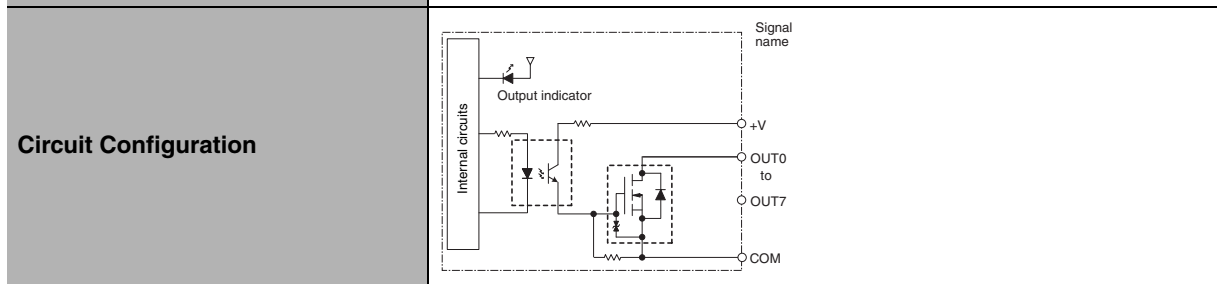 Circuit Configuration
Signal
name
Output indicator
Internal circuits
+V
OUT0
to
OUT7
COM